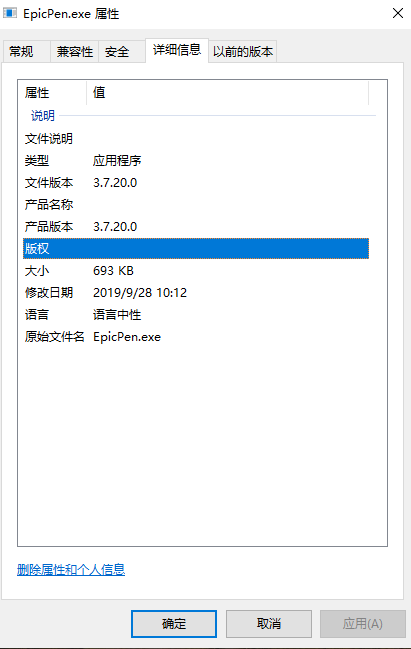 EpicPen.exe 属性
常规 兼容性 安全 详细信息 以前的版本
属性 值
说明
文件说明
类型 应用程序
文件版本 3.7.20.0
产品名称
产品版本 3.7.20.0
版权
大小 693 KB
修改日期 2019/9/28 10:12
语言 语言中性
原始文件名 EpicPen.exe
删除属性和个人信息
确定 取消 应用(A)